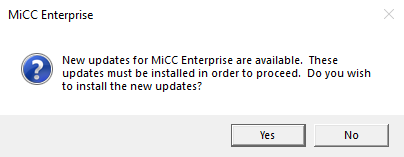 MiCC Enterprise
New updates for MiCC Enterprise are available.  These
updates must be installed in order to proceed.  Do you wish
to install the new updates?
Yes
No